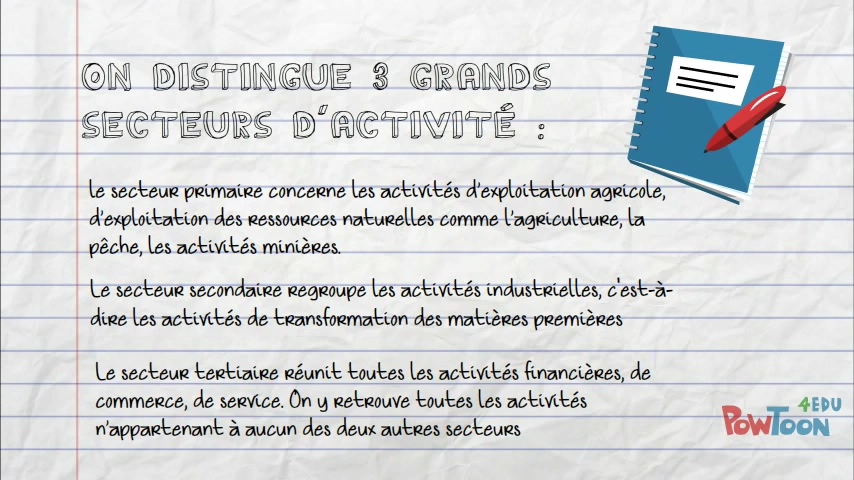 ON DISTINGUE 3 GRANDS
SECTEURS D'ACTIVITÉ :
le secteur primaire concerne les activités d'exploitation agricole,
d'exploitation des ressources naturelles comme l'agriculture, la
pêche, les activités minières.
Le secteur secondaire regroupe les activités industrielles, c'est-à-
dire les activités de transformation des matières premières
Le secteur tertiaire réunit toutes les activités financières, de
commerce, de service. On y retrouve toutes les activités
n'appartenant à aucun des deux autres secteurs
4EDU
POWTOON